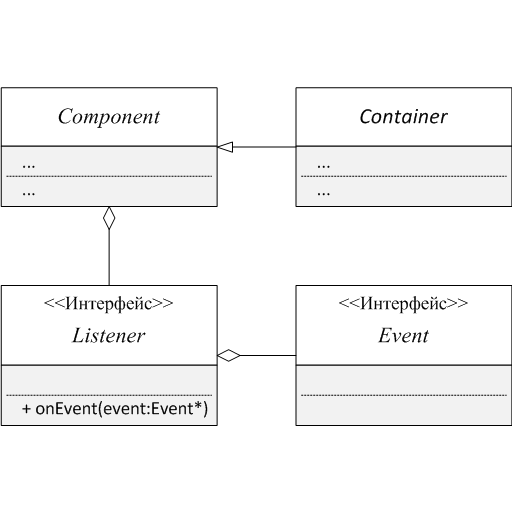 Component
...
...
Container
...
...
<<Интерфейс>>
Listener
+ onEvent(event:Event*)
<<Интерфейс>>
Event